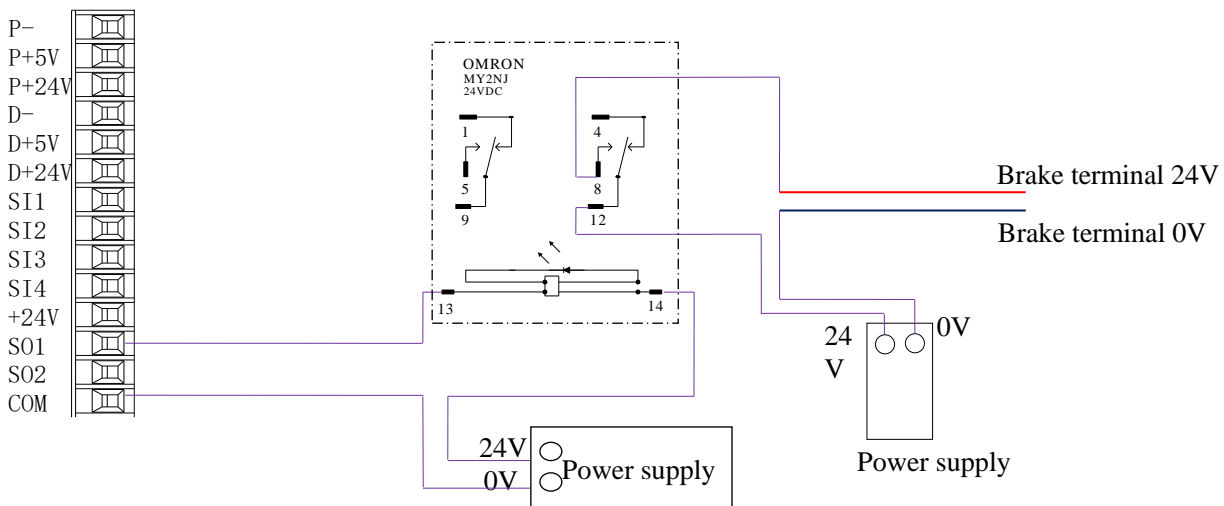 P-
P+5V
P+24V
D-
D+5V
D+24V
SI1
SI2
SI3
SI4
+24V
SO1
SO2
COM
OMRON
MY2NJ
24VDC
1
4
5
8
9
12
13
14
Brake terminal 24V
Brake terminal 0V
24
V
0V
Power supply
24V
0V
Power supply